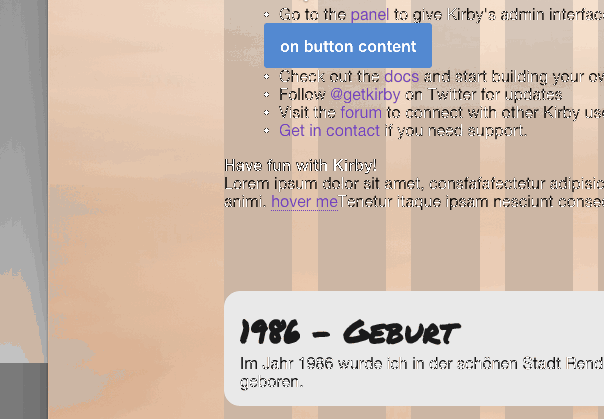 Go to the panel to give Kirby's admin interfac
on button content
Check out the docs and start building your ow
Follow @getkirby on Twitter for updates
Visit the forum to connect with other Kirby use
Get in contact if you need support.
Have fun with Kirby!
Lorem ipsum dolor sit amet, constafatafectetur adipisic
animi. hover meTenetur itaque ipsam nesciunt conse
1986 – Geburt
Im Jahr 1986 wurde ich in der schönen Stadt Rend
geboren.